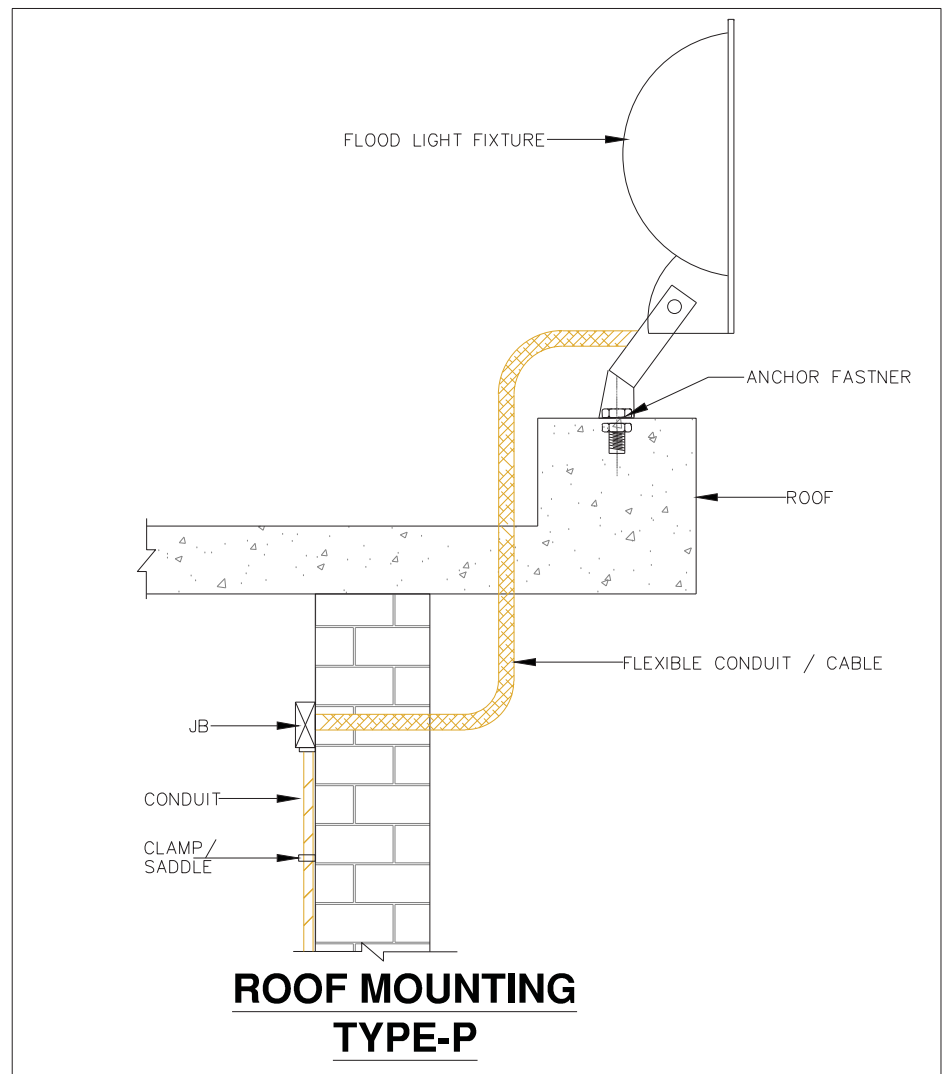 FLOOD LIGHT FIXTURE
ANCHOR FASTNER
ROOF
FLEXIBLE CONDUIT / CABLE
JB
CONDUIT
CLAMP/
SADDLE
ROOF MOUNTING
TYPE-P